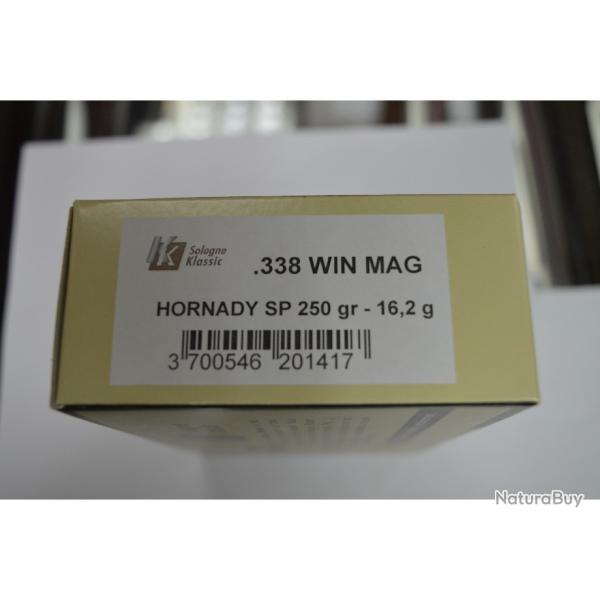 Sologne
Klassic
.338 WIN MAG
HORNADY SP 250 gr - 16,2 g
3 700546 201417
NaturaBuy